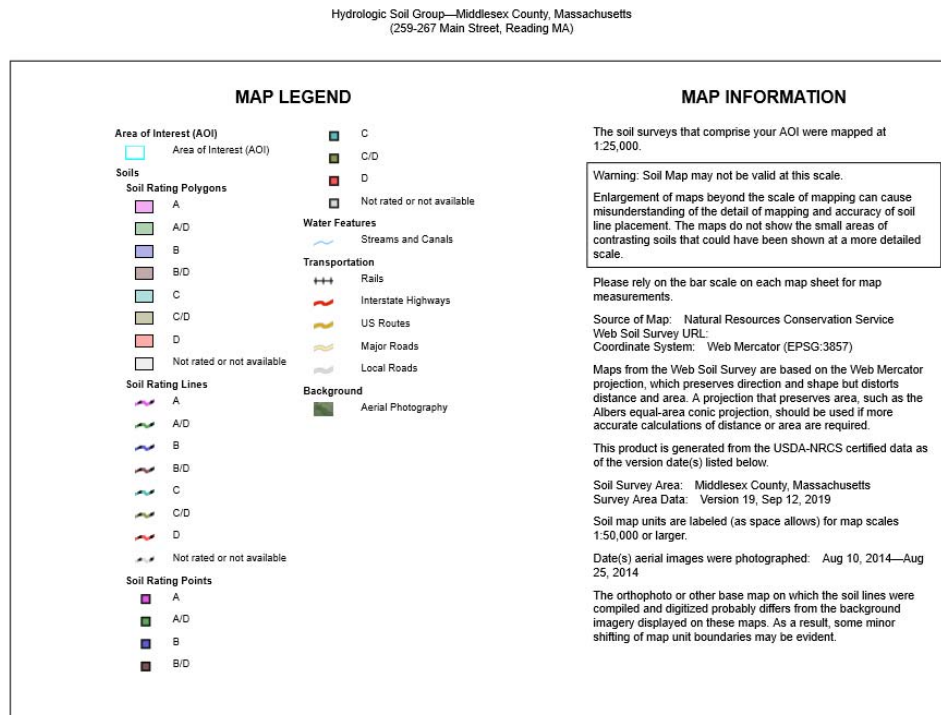 Hydrologic Soil Group—Middlesex County, Massachusetts
(259-267 Main Street, Reading MA)
MAP LEGEND
Area of Interest (AOI)
Area of Interest (AOI)
Soils
Soil Rating Polygons
A
A/D
B
B/D
C
C/D
D
Not rated or not available
Soil Rating Lines
A
A/D
B
B/D
C
C/D
D
Not rated or not available
Soil Rating Points
A
A/D
B
B/D
C
C/D
D
Not rated or not available
Water Features
Streams and Canals
Transportation
Rails
Interstate Highways
US Routes
Major Roads
Local Roads
Background
Aerial Photography
MAP INFORMATION
The soil surveys that comprise your AOI were mapped at
1:25,000.
Warning: Soil Map may not be valid at this scale.
Enlargement of maps beyond the scale of mapping can cause
misunderstanding of the detail of mapping and accuracy of soil
line placement. The maps do not show the small areas of
contrasting soils that could have been shown at a more detailed
scale.
Please rely on the bar scale on each map sheet for map
measurements.
Source of Map: Natural Resources Conservation Service
Web Soil Survey URL:
Coordinate System: Web Mercator (EPSG:3857)
Maps from the Web Soil Survey are based on the Web Mercator
projection, which preserves direction and shape but distorts
distance and area. A projection that preserves area, such as the
Albers equal-area conic projection, should be used if more
accurate calculations of distance or area are required.
This product is generated from the USDA-NRCS certified data as
of the version date(s) listed below.
Soil Survey Area: Middlesex County, Massachusetts
Survey Area Data: Version 19, Sep 12, 2019
Soil map units are labeled (as space allows) for map scales
1:50,000 or larger.
Date(s) aerial images were photographed: Aug 10, 2014—Aug
25, 2014
The orthophoto or other base map on which the soil lines were
compiled and digitized probably differs from the background
imagery displayed on these maps. As a result, some minor
shifting of map unit boundaries may be evident.